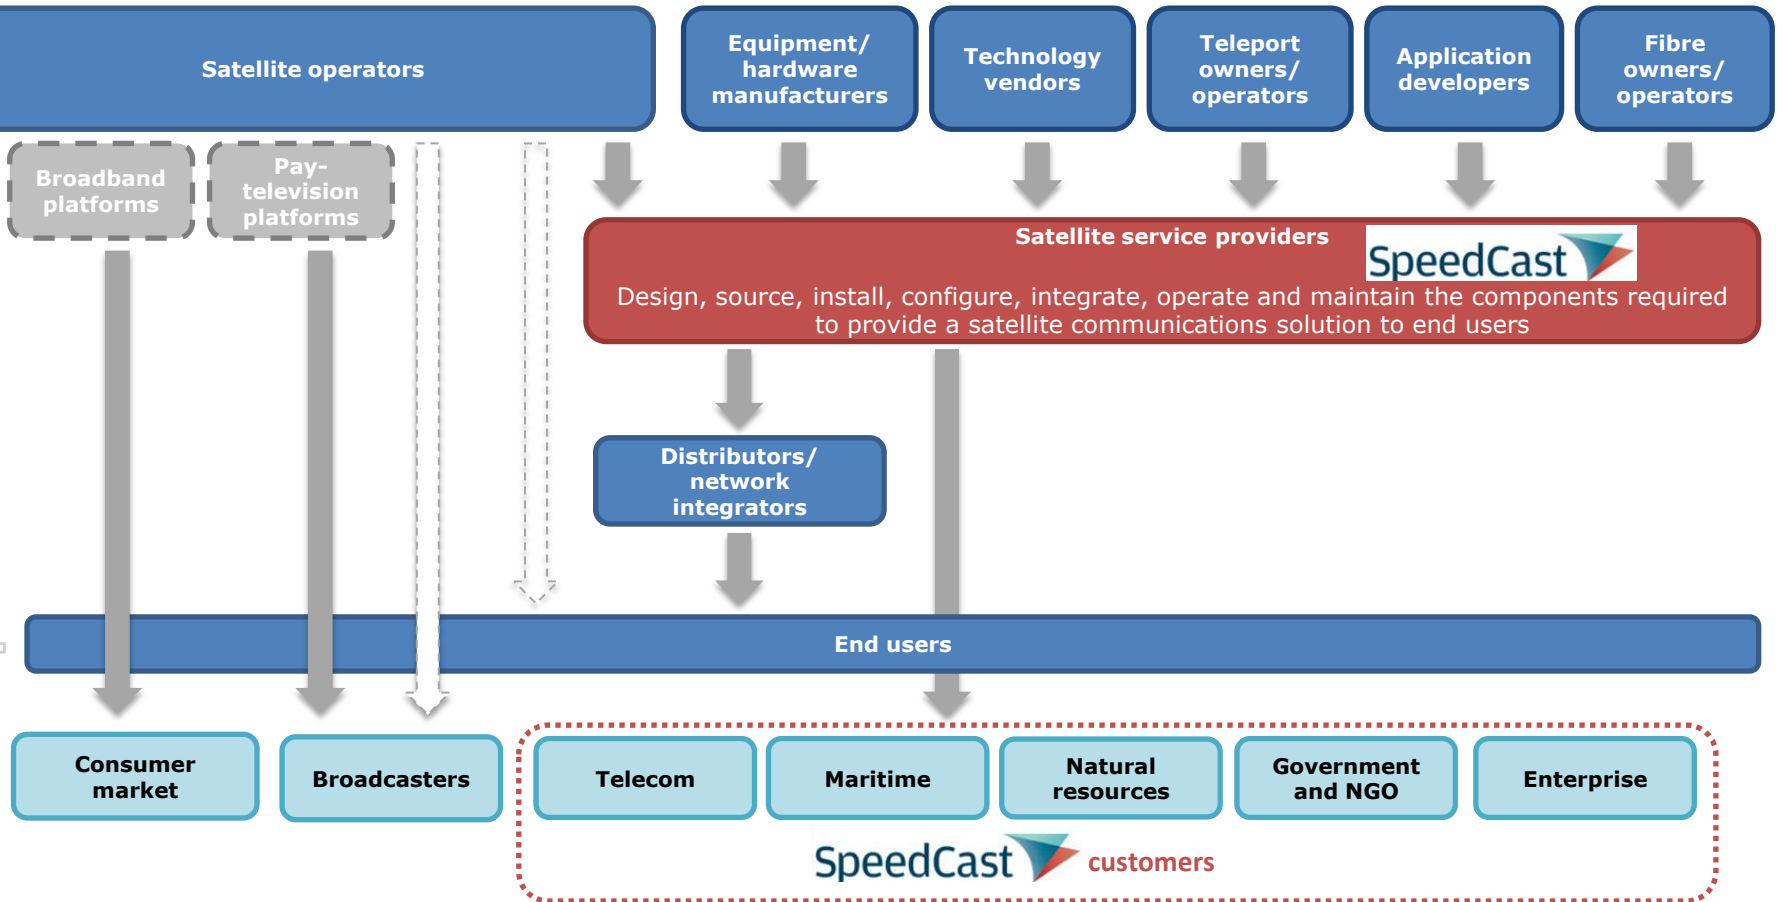 Satellite operators
Equipment/
hardware
manufacturers
Technology
vendors
Teleport
owners/
operators
Application
developers
Fibre
owners/
operators
Broadband
platforms
Pay-
television
platforms
Satellite service providers
SpeedCast
Design, source, install, configure, integrate, operate and maintain the components required
to provide a satellite communications solution to end users
Distributors/
network
integrators
End users
Consumer
market
Broadcasters
Telecom
Maritime
Natural
resources
Government
and NGO
Enterprise
SpeedCast customers